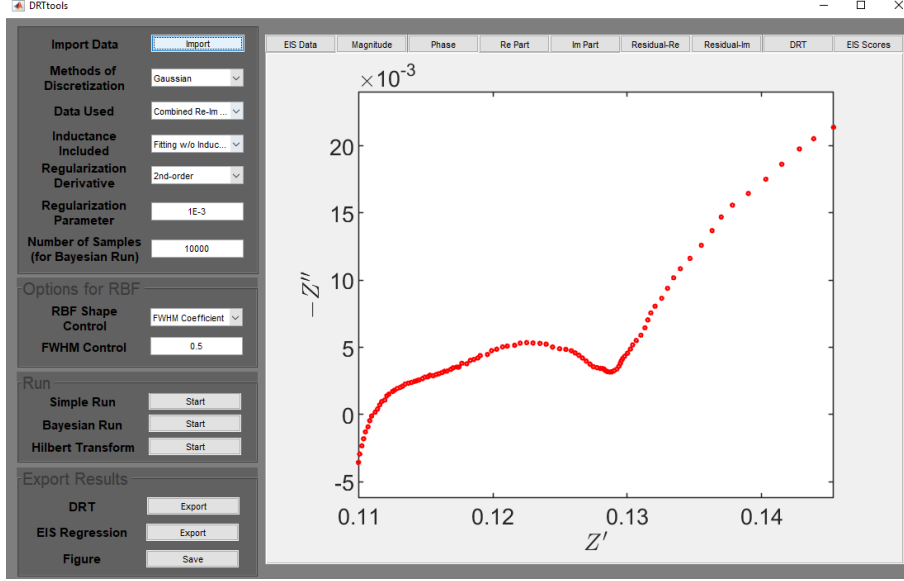 DRTtools
Import Data Import
Methods of
Discretization Gaussian
Data Used Combined Re-Im ...
Inductance
Included Fitting w/o Induc...
Regularization
Derivative 2nd-order
Regularization
Parameter 1E-3
Number of Samples
(for Bayesian Run) 10000
Options for RBF
RBF Shape
Control FWHM Coefficient
FWHM Control 0.5
Run
Simple Run Start
Bayesian Run Start
Hilbert Transform Start
Export Results
DRT Export
EIS Regression Export
Figure Save
EIS Data Magnitude Phase Re Part Im Part Residual-Re Residual-Im DRT EIS Scores
×10⁻³
20
15
10
5
0
-5
−Z″
0.11 0.12 0.13 0.14
Z′